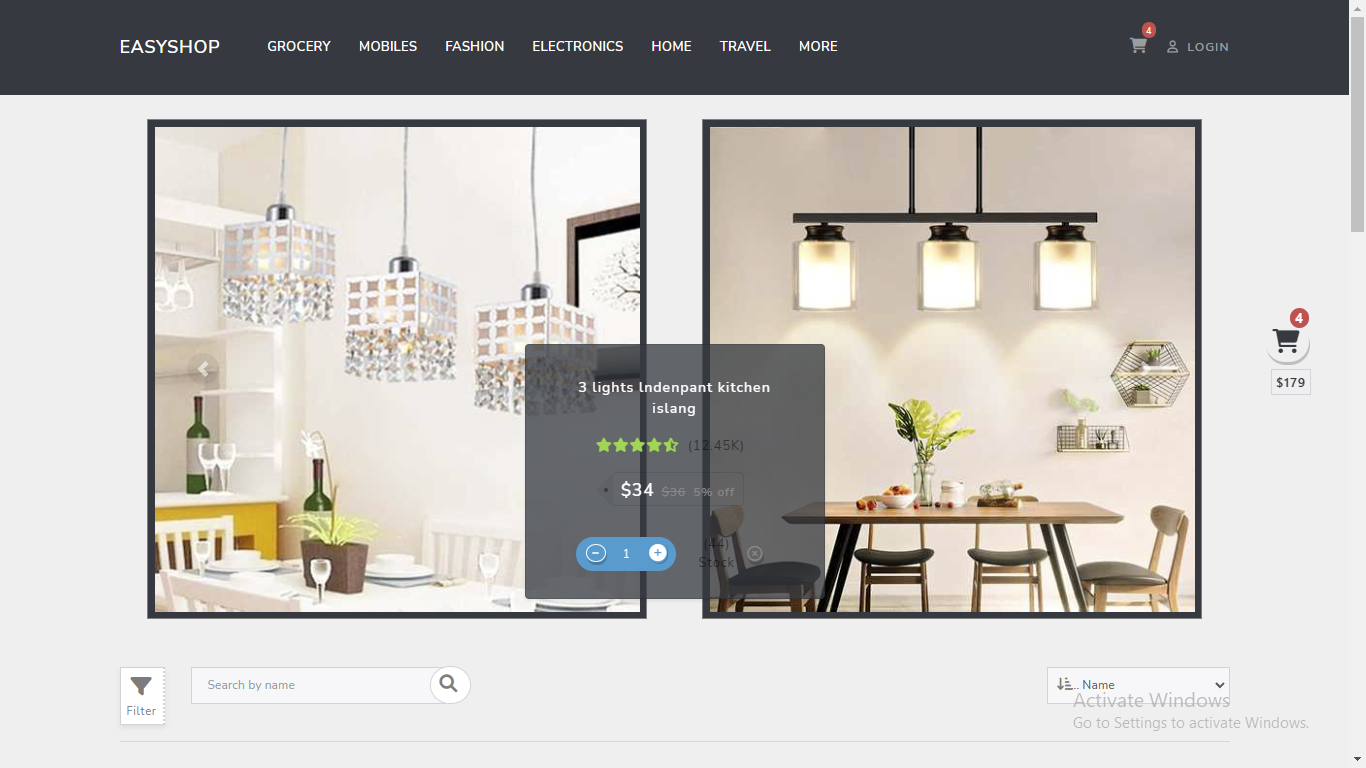 EASYSHOP GROCERY MOBILES FASHION ELECTRONICS HOME TRAVEL MORE 4 LOGIN
4
$179
3 lights lndenpant kitchen
islang
(12.45K)
$34 $36 5% off
1 (44)
Stock
Search by name
.. Name
Filter
Activate Windows
Go to Settings to activate Windows.